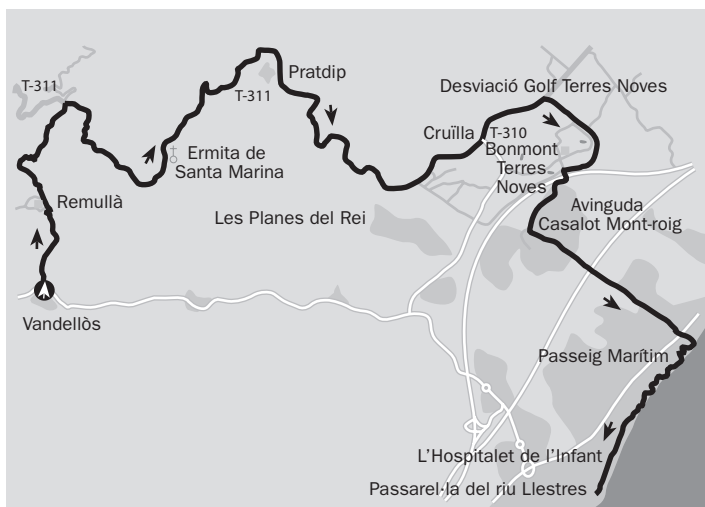 T-311
Pratdip
T-311
Desviació Golf Terres Noves
Cruïlla
T-310
Bonmont
Terres
Noves
Ermita de
Santa Marina
Remullà
Les Planes del Rei
Avinguda
Casalot Mont-roig
Vandellòs
Passeig Marítim
L'Hospitalet de l'Infant
Passarel·la del riu Llestres